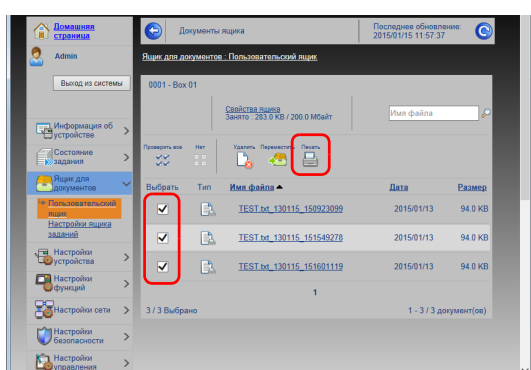 Домашняя
страница
Admin
Выход из системы
Информация об
устройстве
Состояние
задания
Ящик для
документов
Пользовательский
ящик
Настройки ящика
заданий
Настройки
устройства
Настройки
функций
Настройки сети
Настройки
безопасности
Настройки
управления
Документы ящика
Последнее обновление:
2015/01/15 11:57:37
Ящик для документов : Пользовательский ящик
0001 - Box 01
Свойства ящика
Занято : 283.0 KB / 200.0 Мбайт
Имя файла
Проверить все
Нет
Удалить
Переместить
Печать
Выбрать Тип Имя файла Дата Размер
TEST.txt_130115_150923099 2015/01/13 94.0 KB
TEST.txt_130115_151549278 2015/01/13 94.0 KB
TEST.txt_130115_151601119 2015/01/13 94.0 KB
1
3 / 3 Выбрано
1 - 3 / 3 документ(ов)